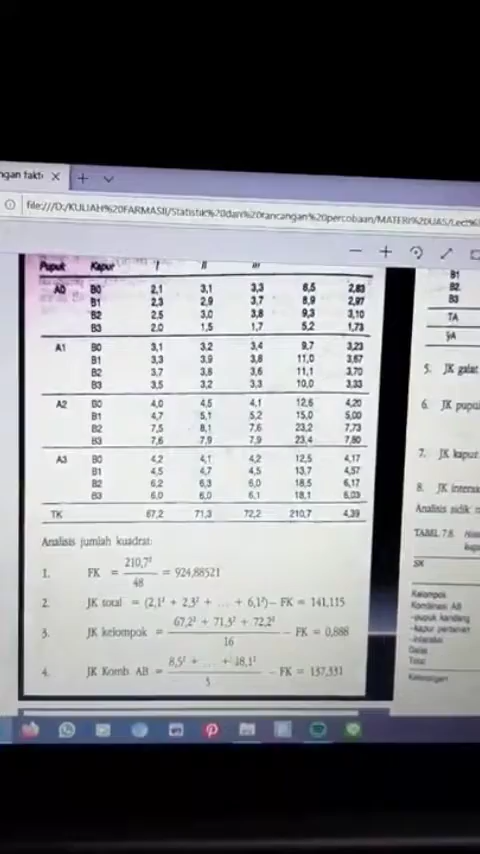 ngan fakt
file:///D:/KULIAH%20FARMASI/Statistik%20dan%20rancangan%20percobaan/MATERI%20UAS/Lect%
Pupuk Kapur I II III
A0 B0 2,1 3,1 3,3 8,5 2,83
B1 2,3 2,9 3,7 8,9 2,97
B2 2,5 3,0 3,8 9,3 3,10
B3 2,0 1,5 1,7 5,2 1,73
A1 B0 3,1 3,2 3,4 9,7 3,23
B1 3,3 3,9 3,8 11,0 3,67
B2 3,7 3,8 3,6 11,1 3,70
B3 3,5 3,2 3,3 10,0 3,33
A2 B0 4,0 4,5 4,1 12,6 4,20
B1 4,7 5,1 5,2 15,0 5,00
B2 7,5 8,1 7,6 23,2 7,73
B3 7,6 7,9 7,9 23,4 7,80
A3 B0 4,2 4,1 4,2 12,5 4,17
B1 4,5 4,7 4,5 13,7 4,57
B2 6,2 6,3 6,0 18,5 6,17
B3 6,0 6,0 6,1 18,1 6,03
TK 67,2 71,3 72,2 210,7 4,39
Analisis jumlah kuadrat:
1. FK = 210,7² / 48 = 924,88521
2. JK total = (2,1² + 2,3² + ... + 6,1²) – FK = 141,115
3. JK kelompok = 67,2² + 71,3² + 72,2² / 16 – FK = 0,888
4. JK Komb AB = 8,5² + ... + 18,1² / 3 – FK = 137,331
B1
B2
B3
TA
5. JK galat
6. JK pupu
7. JK kapur
8. JK intera
Analisis sidik
TABEL 7.8.
SK
Kelompok
Kombinasi AB
-pupuk kandang
-kapur pertanian
-interaksi
Galat
Total
Keterangan